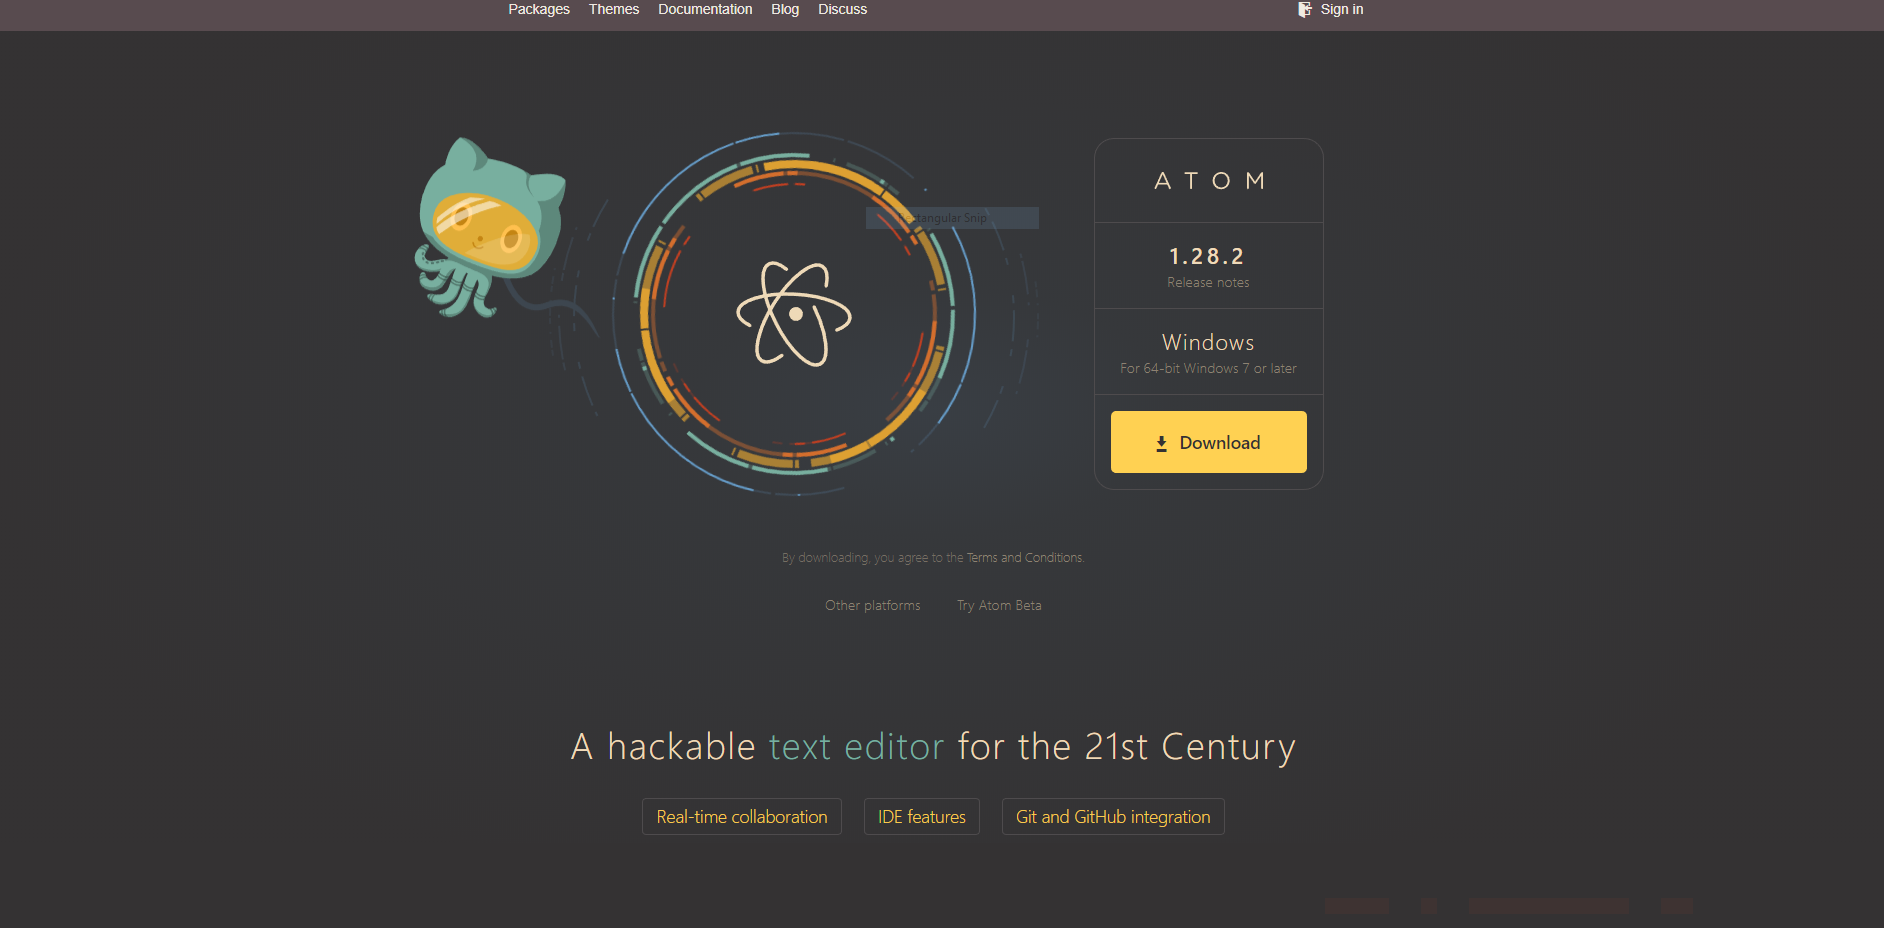 Packages Themes Documentation Blog Discuss Sign in
Rectangular Snip
ATOM
1.28.2
Release notes
Windows
For 64-bit Windows 7 or later
Download
By downloading, you agree to the Terms and Conditions.
Other platforms Try Atom Beta
A hackable text editor for the 21st Century
Real-time collaboration IDE features Git and GitHub integration